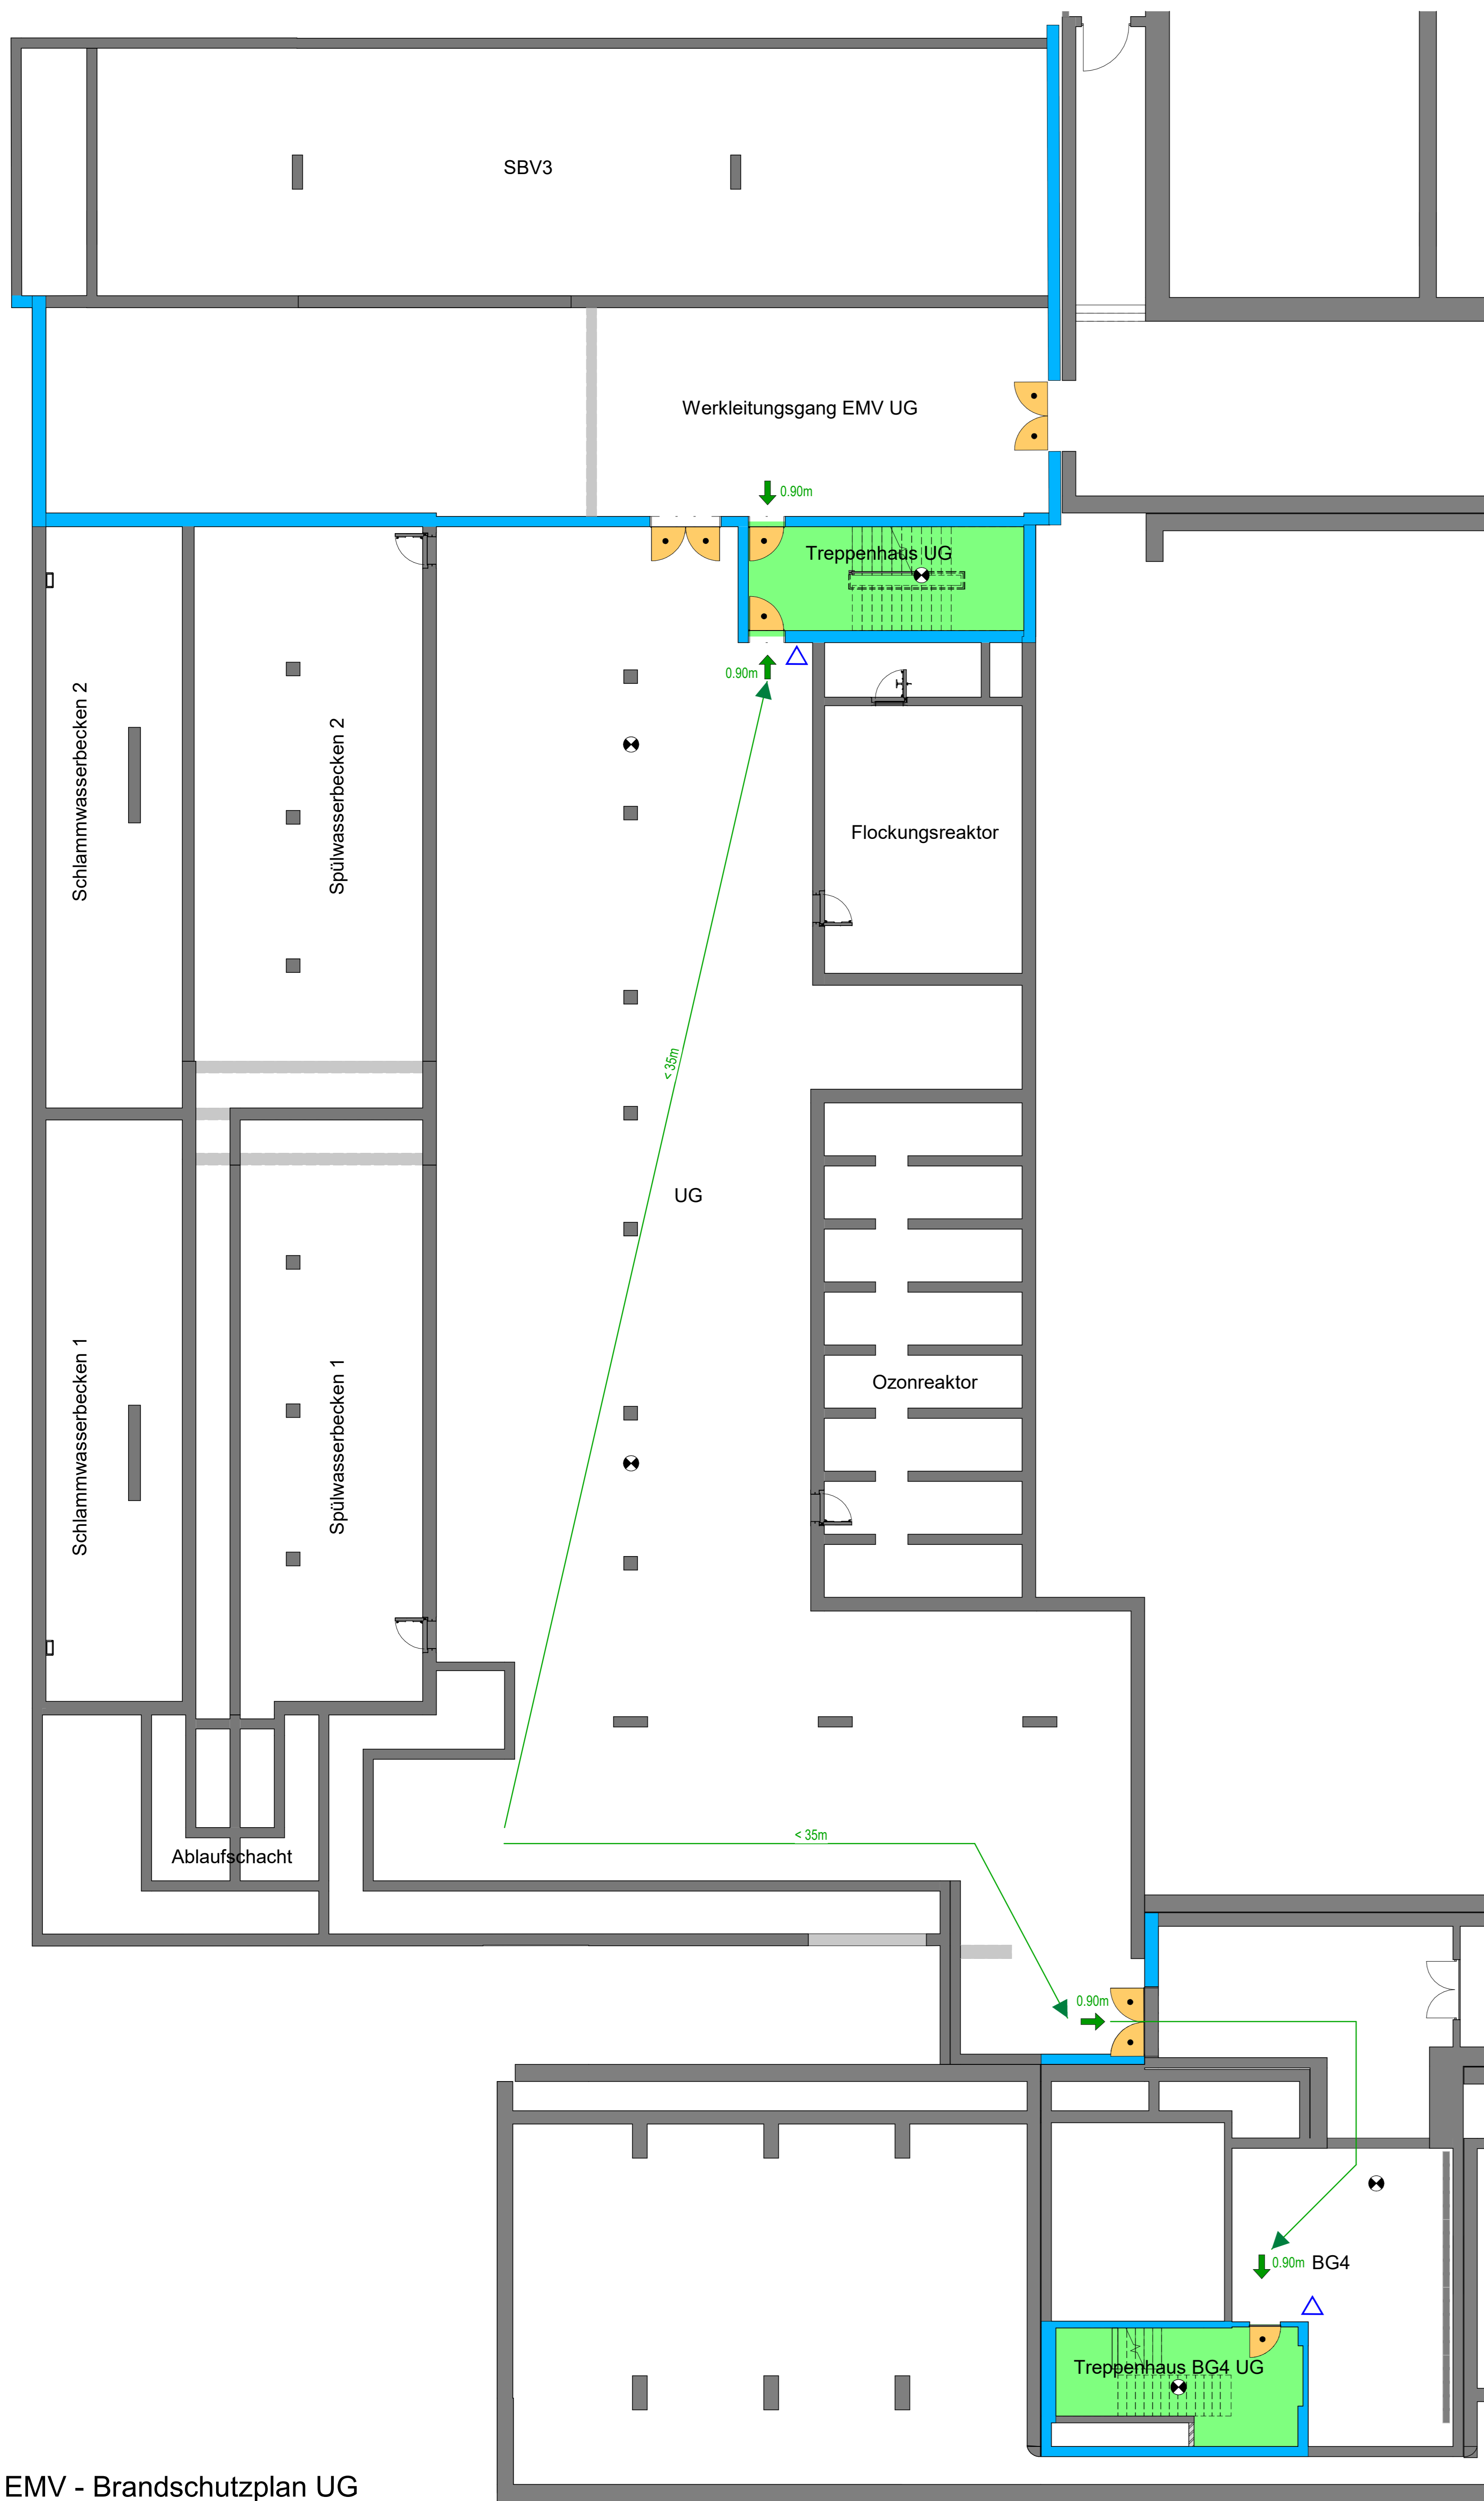 SBV3
Werkleitungsgang EMV UG
0.90m
Treppenhaus UG
0.90m
Schlammwasserbecken 2
Spülwasserbecken 2
Flockungsreaktor
< 35m
UG
Schlammwasserbecken 1
Spülwasserbecken 1
Ozonreaktor
< 35m
Ablaufschacht
0.90m
0.90m
BG4
Treppenhaus BG4 UG
EMV - Brandschutzplan UG